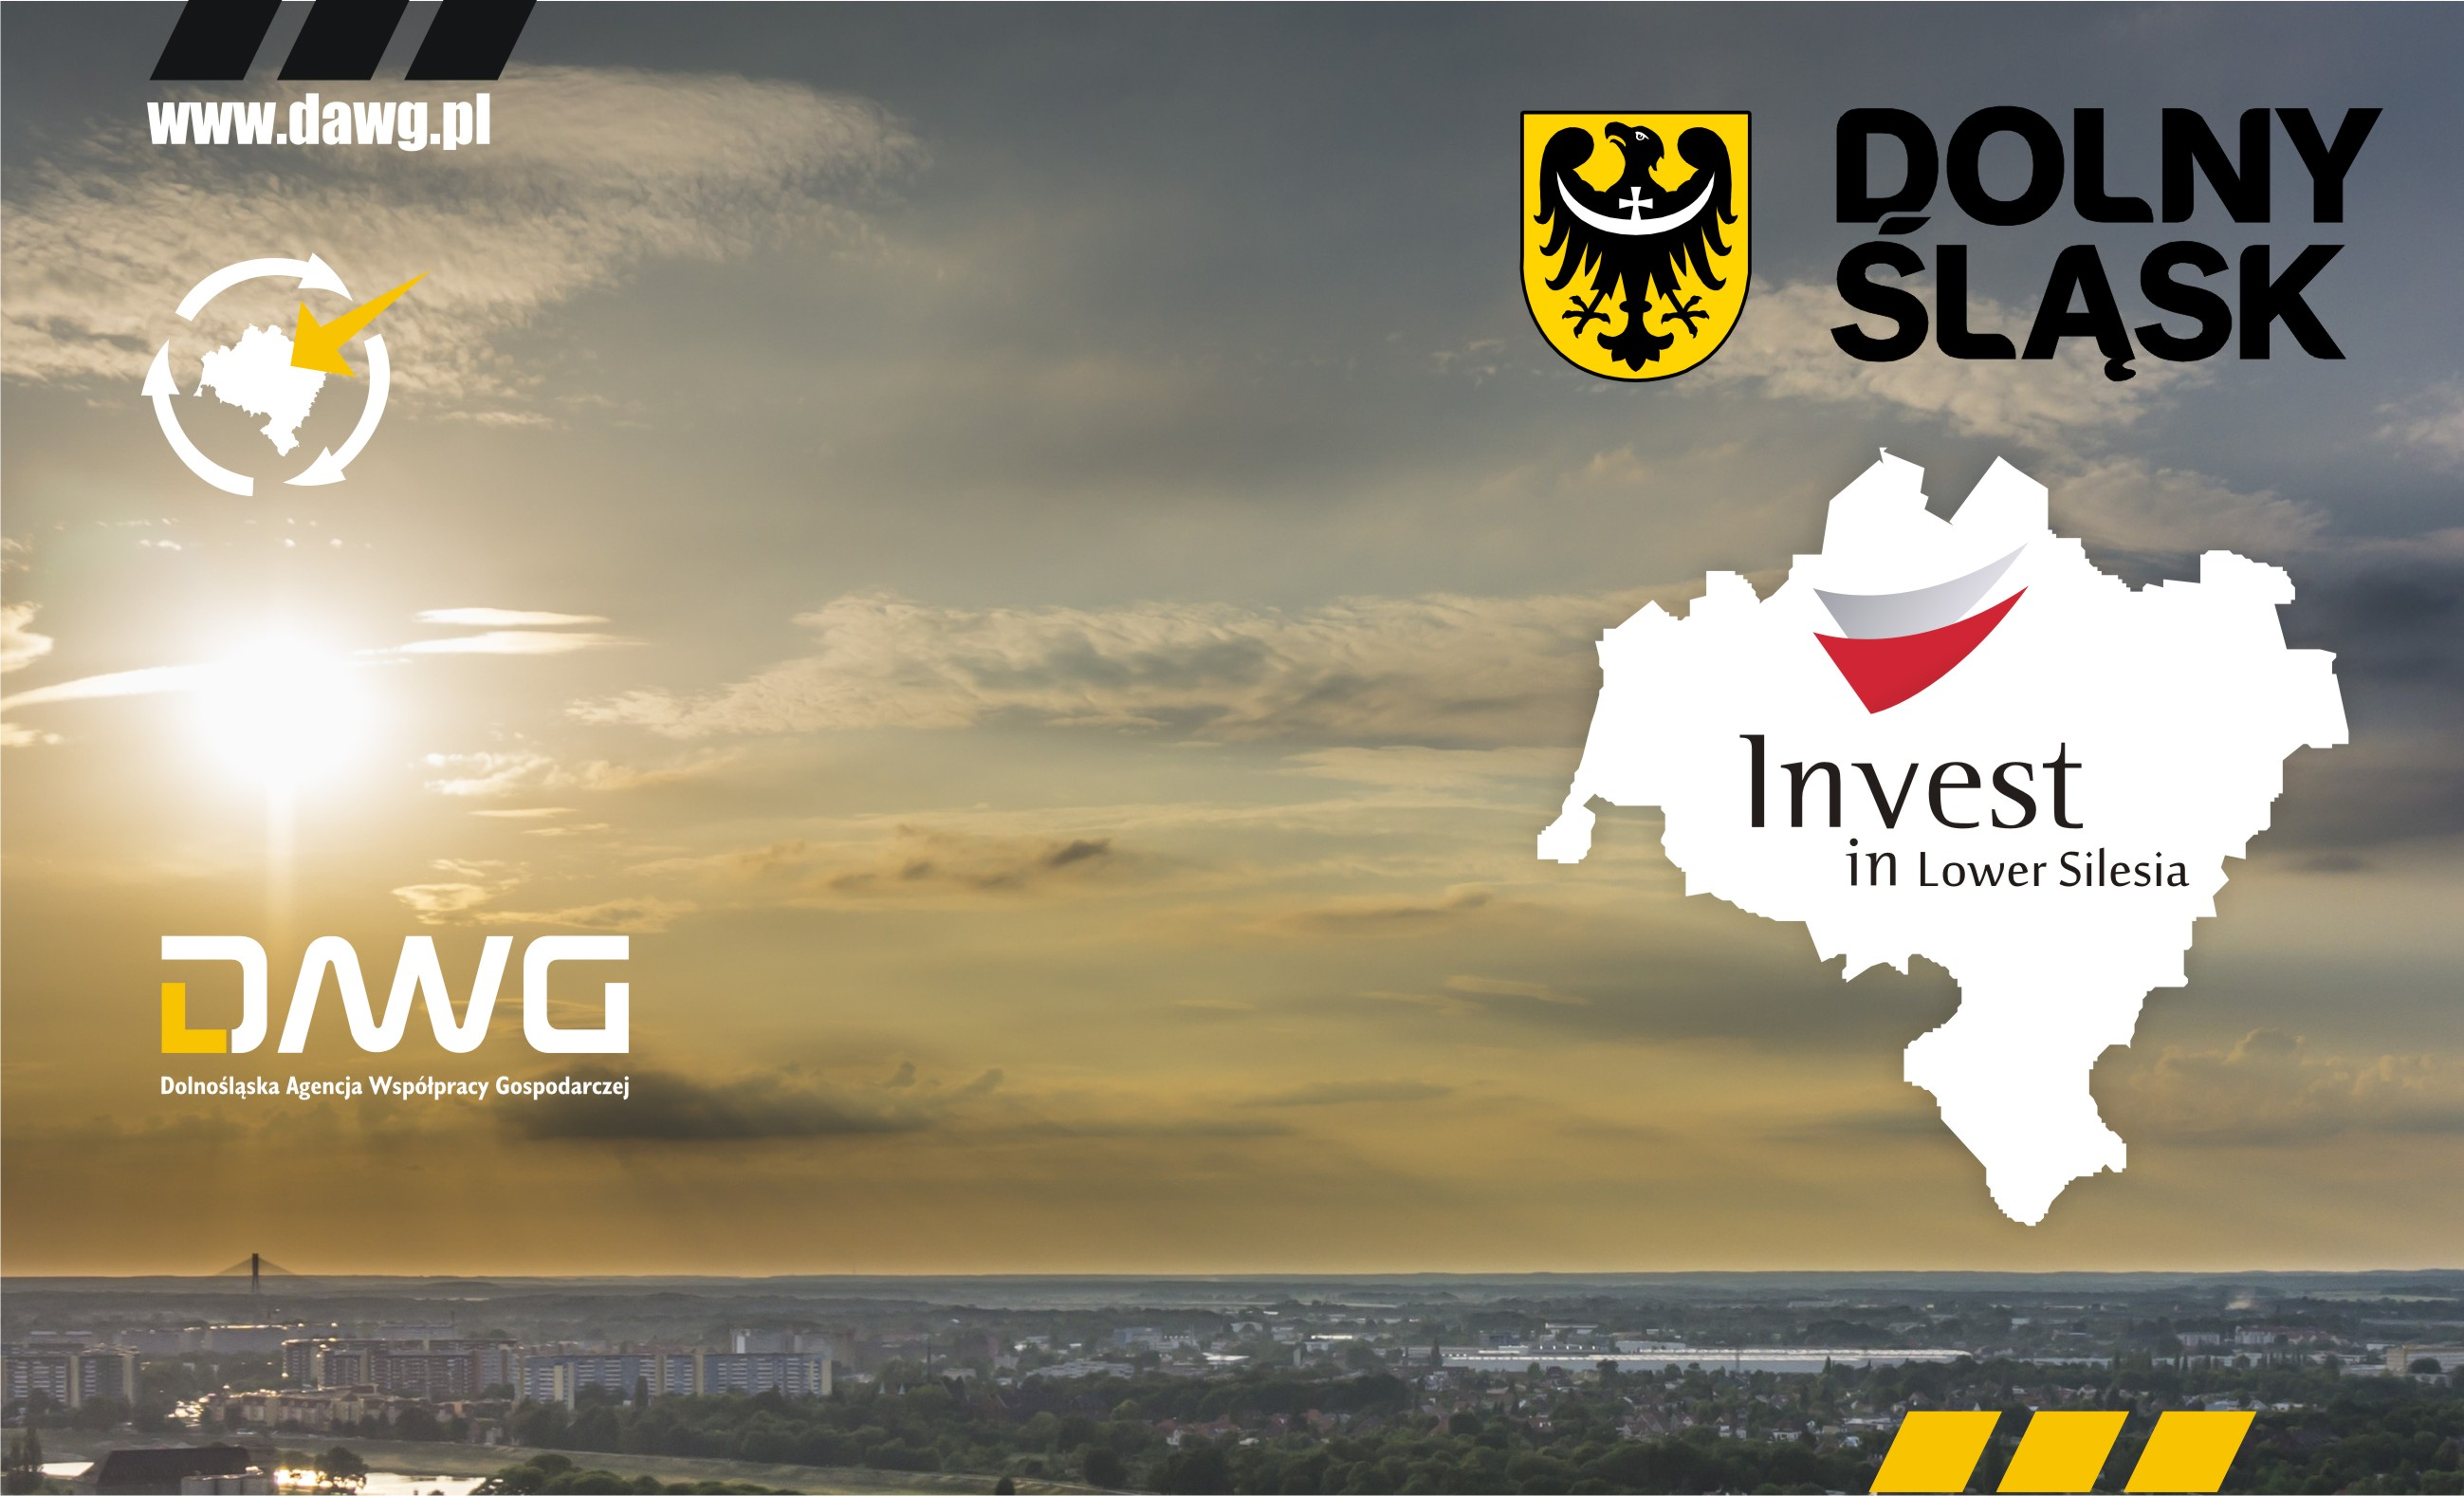 www.dawg.pl
DOLNY
ŚLĄSK
Invest
in Lower Silesia
DAWG
Dolnośląska Agencja Współpracy Gospodarczej